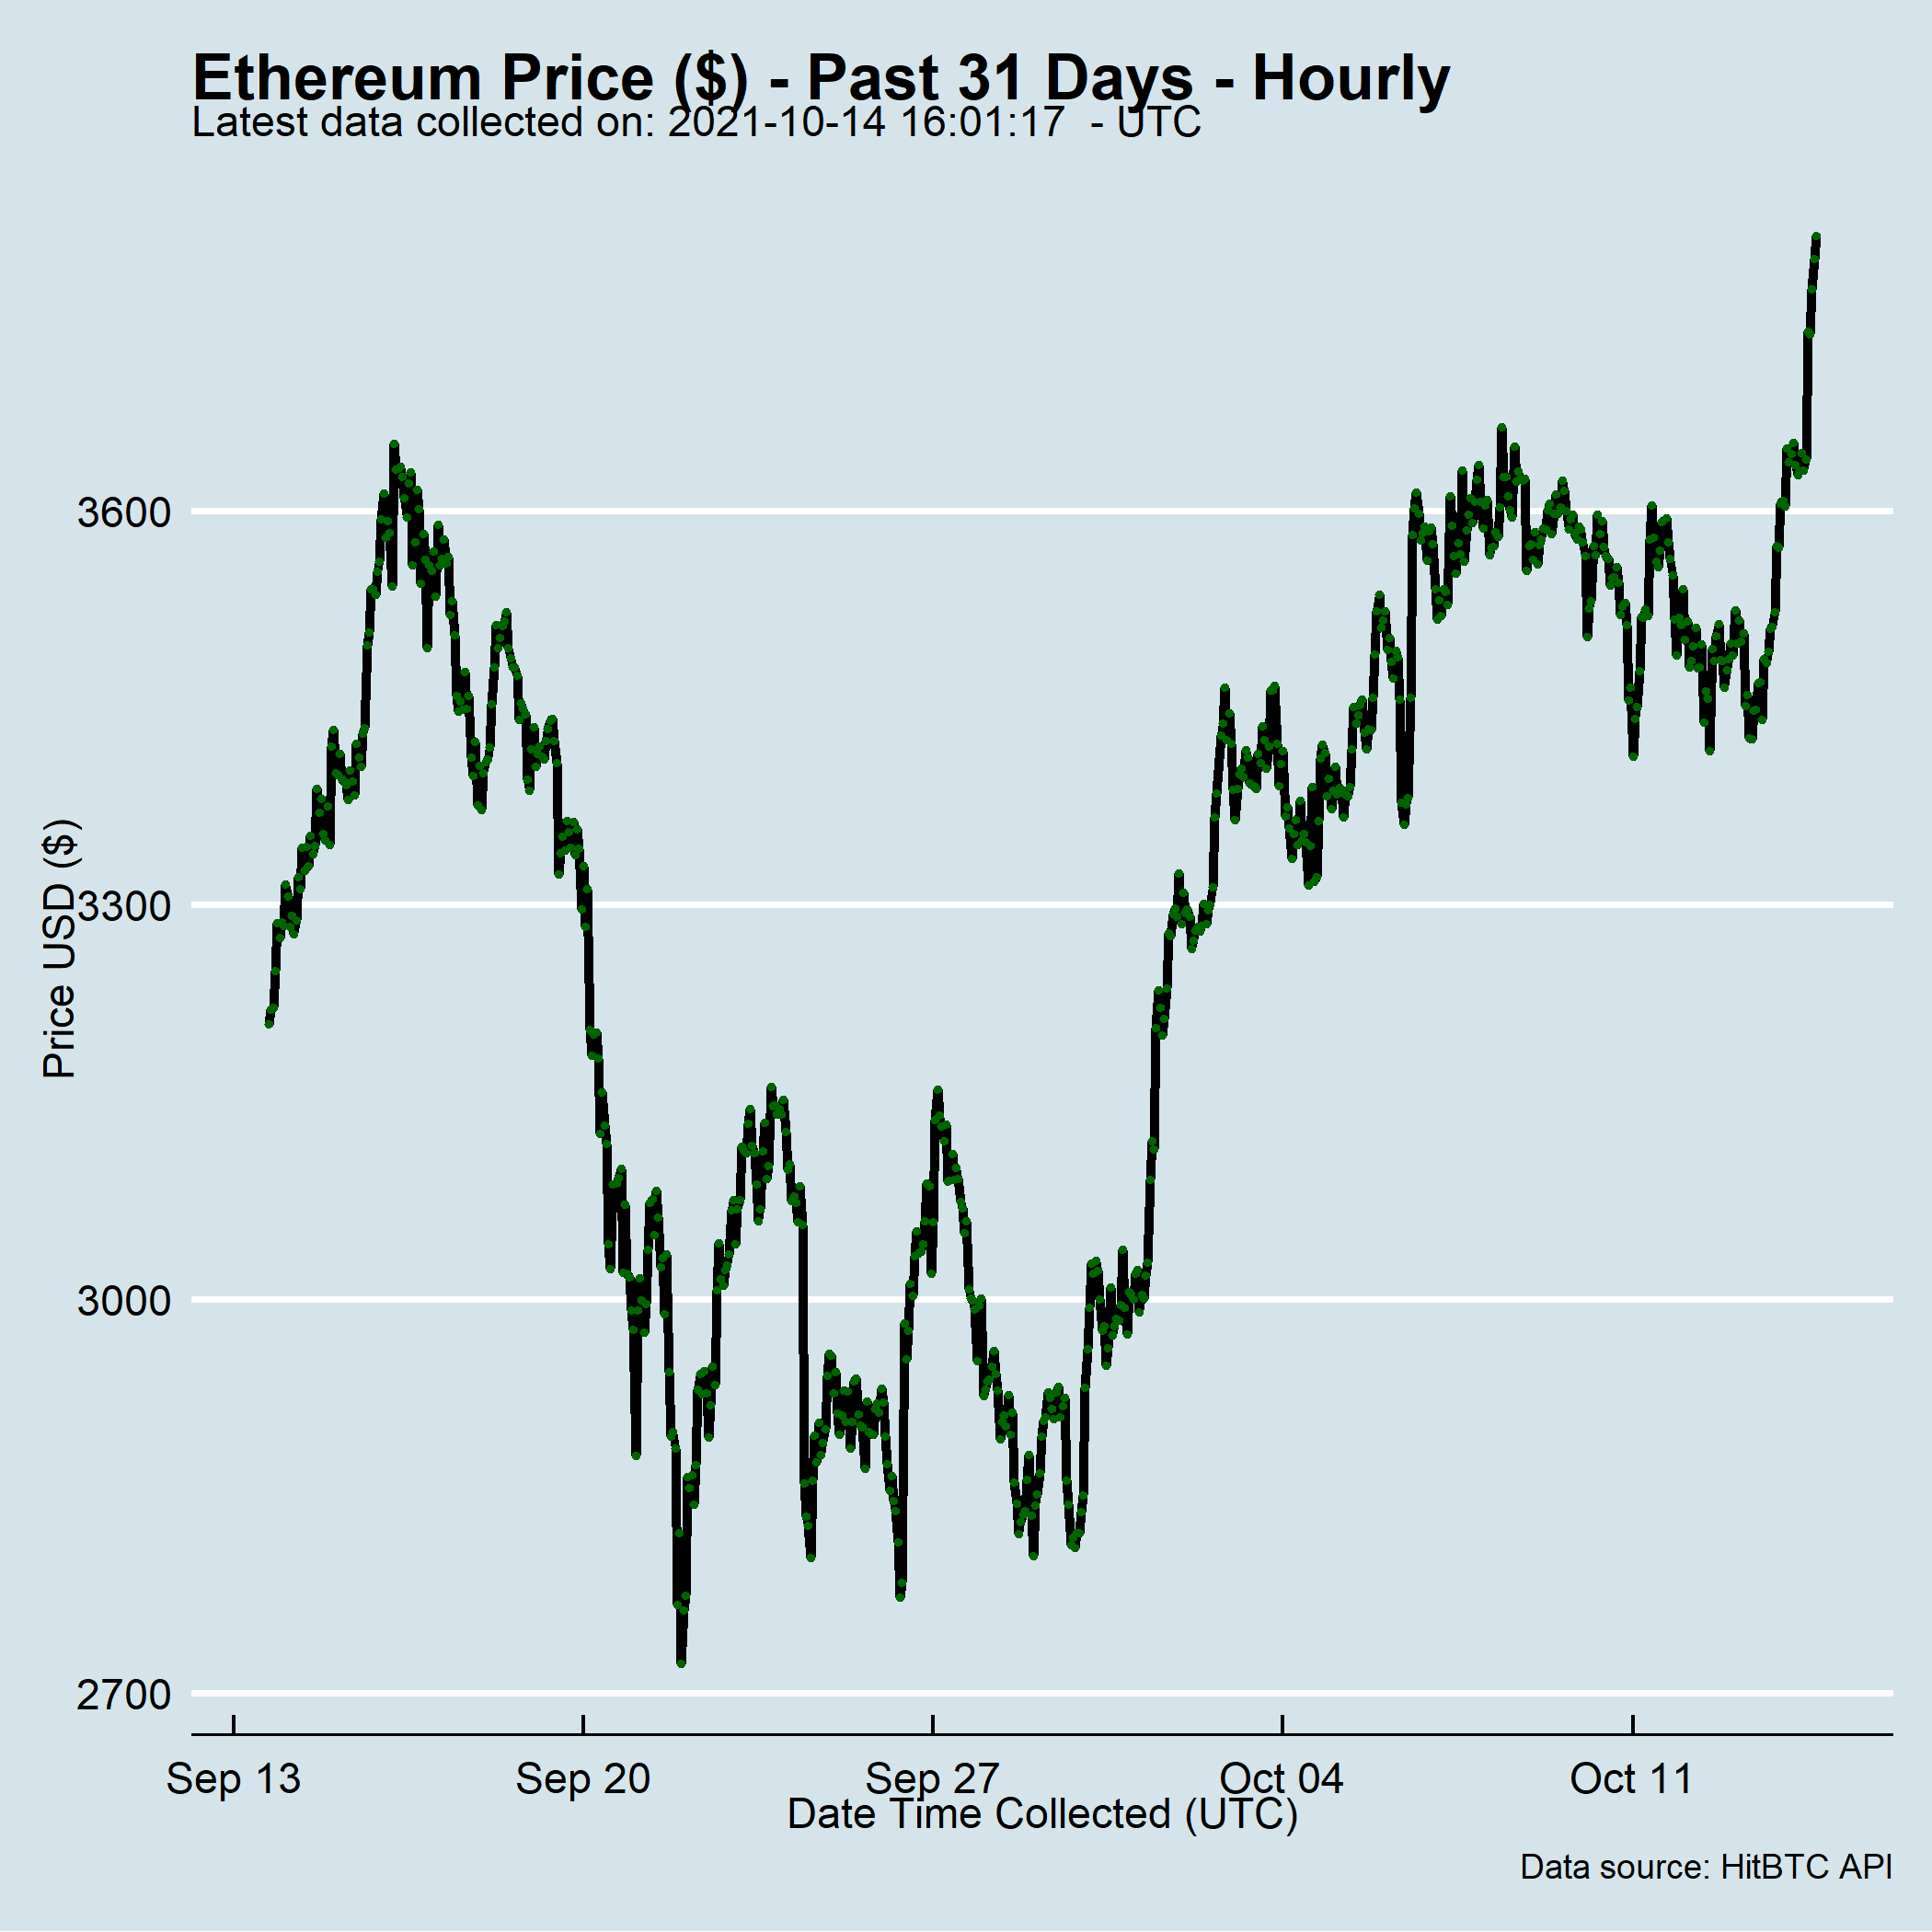 Ethereum Price ($) - Past 31 Days - Hourly
Latest data collected on: 2021-10-14 16:01:17  - UTC
3600
3300
3000
2700
Price USD ($)
Sep 13
Sep 20
Sep 27
Oct 04
Oct 11
Date Time Collected (UTC)
Data source: HitBTC API